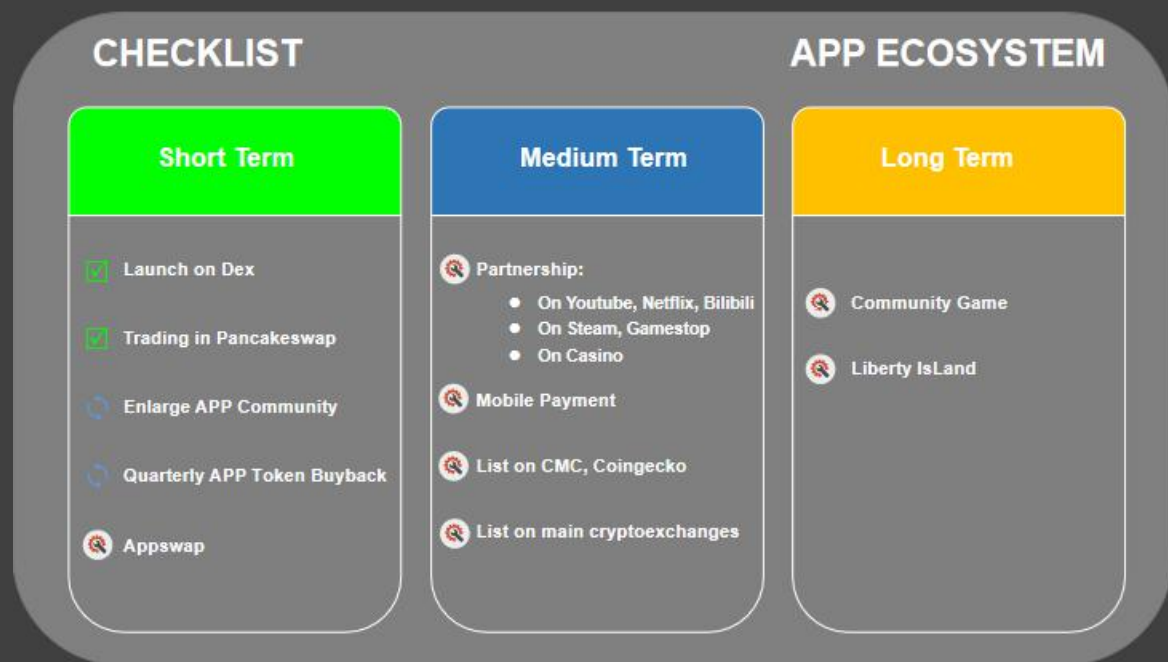 CHECKLIST
APP ECOSYSTEM
Short Term
Launch on Dex
Trading in Pancakeswap
Enlarge APP Community
Quarterly APP Token Buyback
Appswap
Medium Term
Partnership:
On Youtube, Netflix, Bilibili
On Steam, Gamestop
On Casino
Mobile Payment
List on CMC, Coingecko
List on main cryptoexchanges
Long Term
Community Game
Liberty IsLand